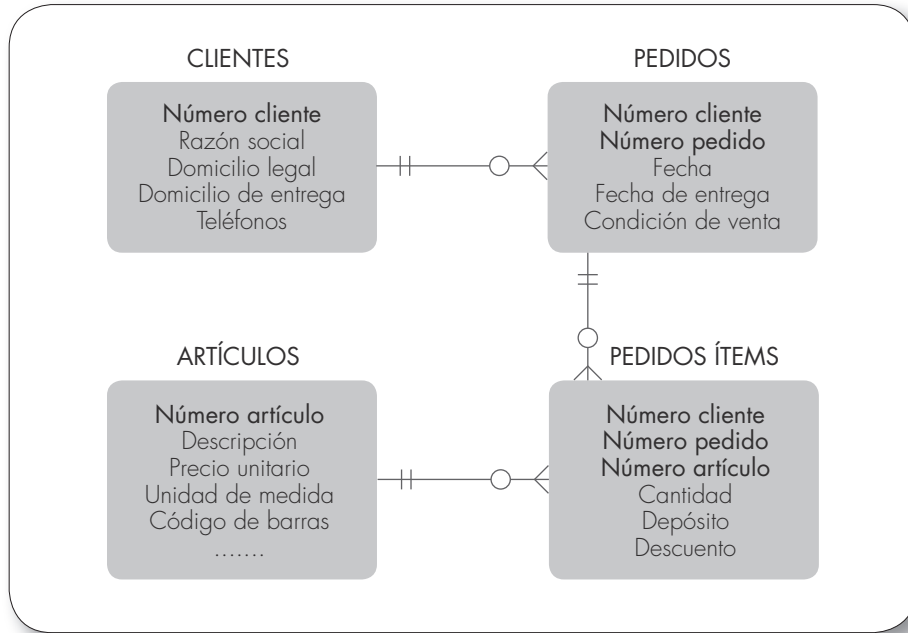 CLIENTES
Número cliente
Razón social
Domicilio legal
Domicilio de entrega
Teléfonos
PEDIDOS
Número cliente
Número pedido
Fecha
Fecha de entrega
Condición de venta
ARTÍCULOS
Número artículo
Descripción
Precio unitario
Unidad de medida
Código de barras
.......
PEDIDOS ÍTEMS
Número cliente
Número pedido
Número artículo
Cantidad
Depósito
Descuento